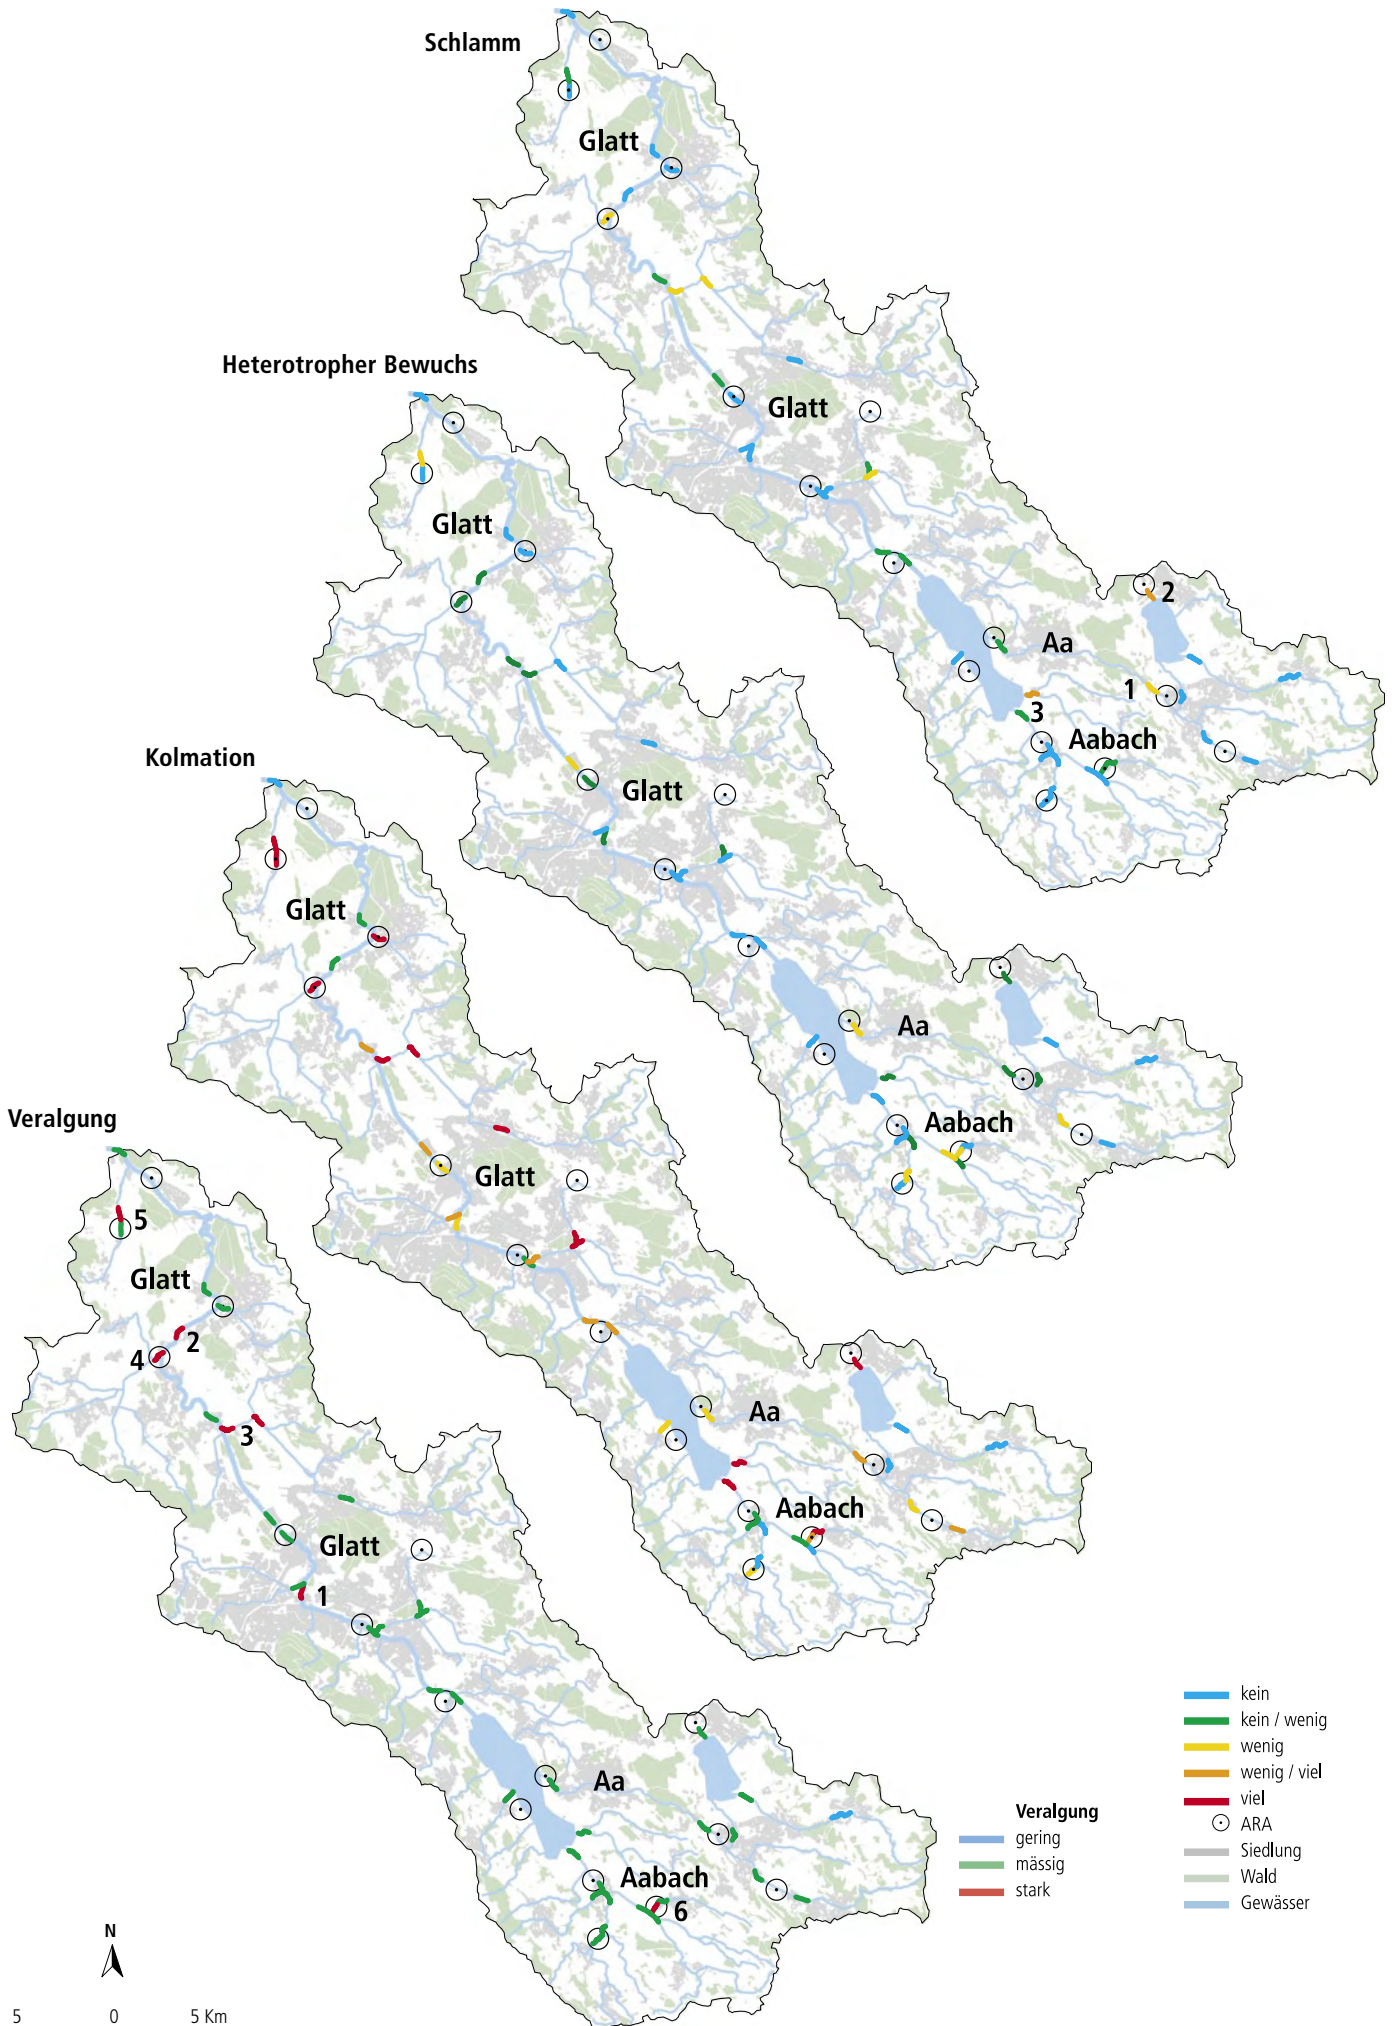 Schlamm
Glatt
Glatt
2
Aa
1
3
Aabach
Heterotropher Bewuchs
Glatt
Glatt
Aa
Aabach
Kolmation
Glatt
Glatt
Aa
Aabach
Veralgung
5
Glatt
2
4
3
Glatt
1
Aa
Aabach
6
Veralgung
gering
mässig
stark
kein
kein / wenig
wenig
wenig / viel
viel
ARA
Siedlung
Wald
Gewässer
N
5 0 5 Km